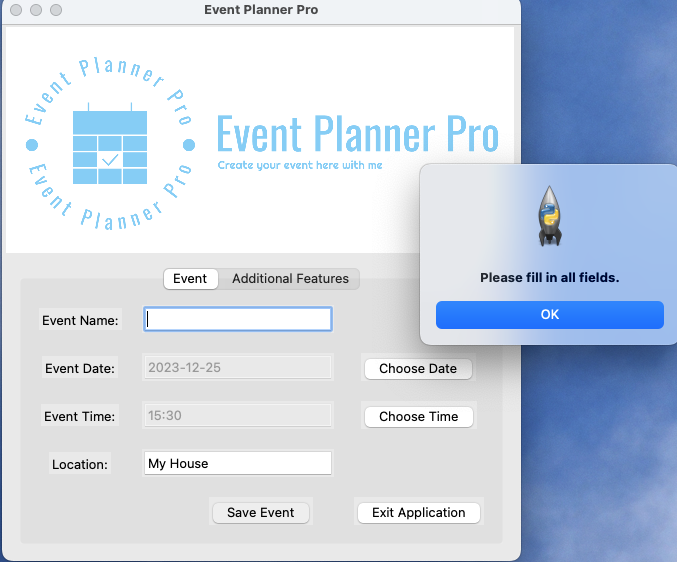 Event Planner Pro
Event Planner Pro
Event Planner Pro
Event Planner Pro
Create your event here with me
Please fill in all fields.
OK
Event
Additional Features
Event Name:
Event Date:
2023-12-25
Choose Date
Event Time:
15:30
Choose Time
Location:
My House
Save Event
Exit Application